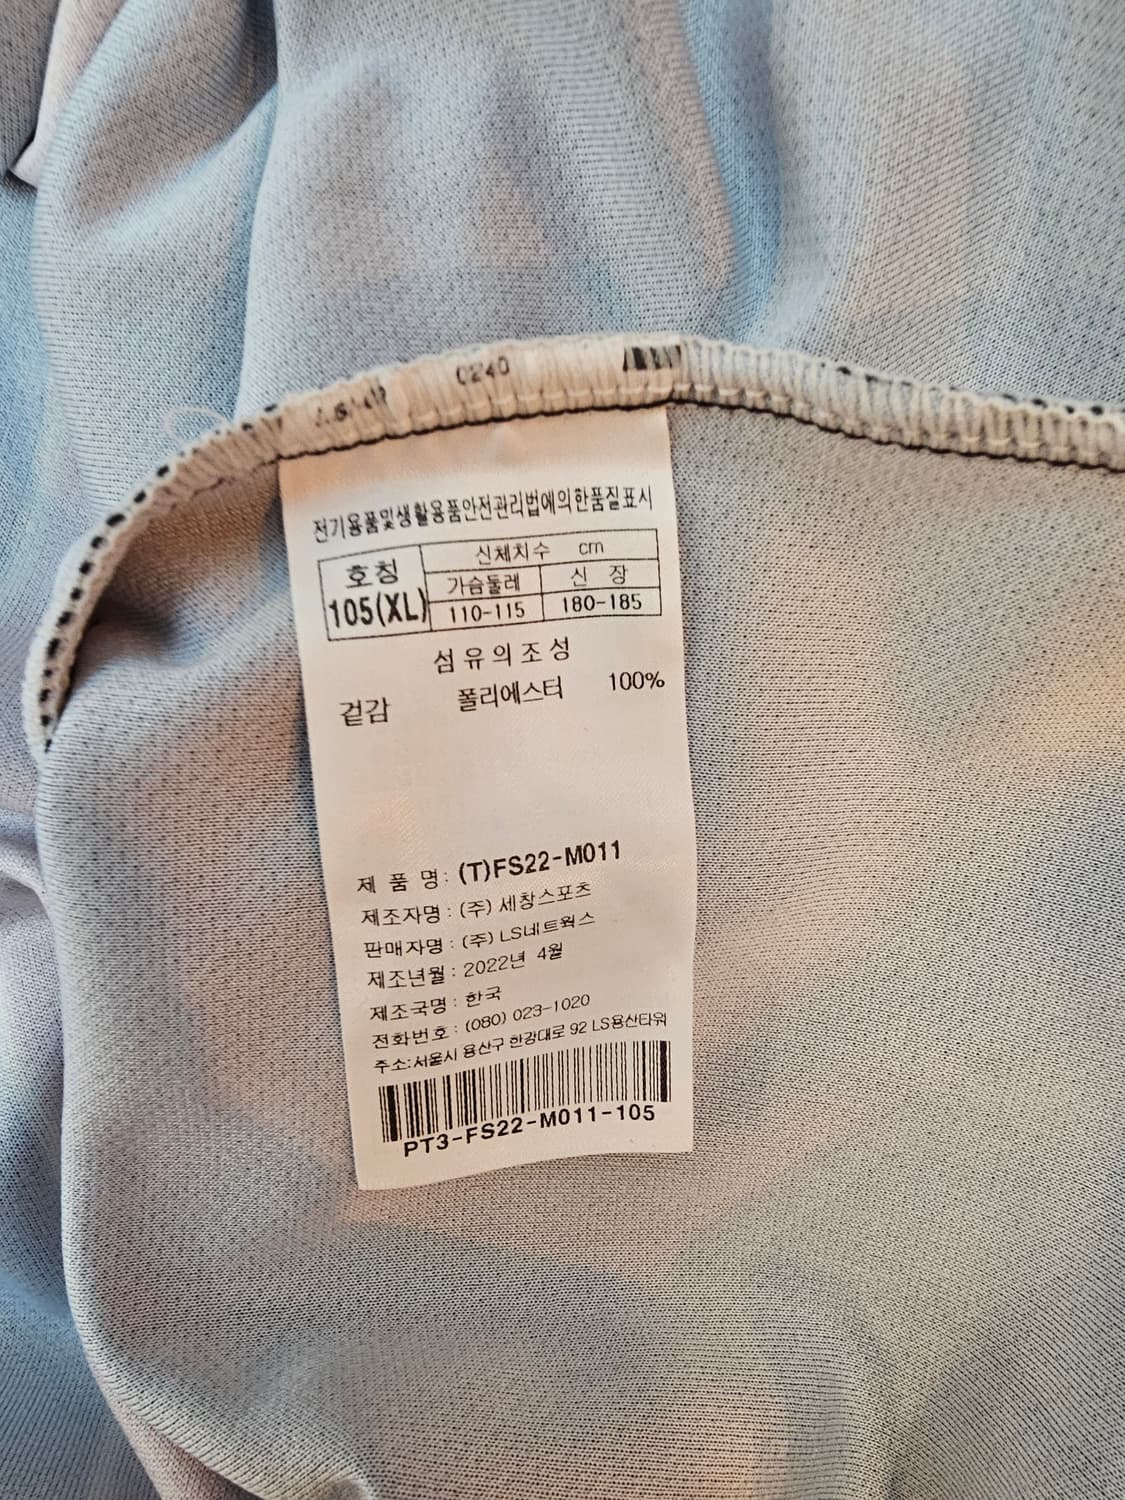 0240
전기용품및생활용품안전관리법에의한품질표시
호칭 신체치수 cm
가슴둘레 신 장
105(XL) 110-115 180-185
섬유의조성
겉감 폴리에스터 100%
제 품 명: (T)FS22-M011
제조자명 : (주) 세창스포츠
판매자명 : (주) LS네트웍스
제조년월 : 2022년 4월
제조국명 : 한국
전화번호 : (080) 023-1020
주소:서울시 용산구 한강대로 92 LS용산타워
PT3-FS22-M011-105